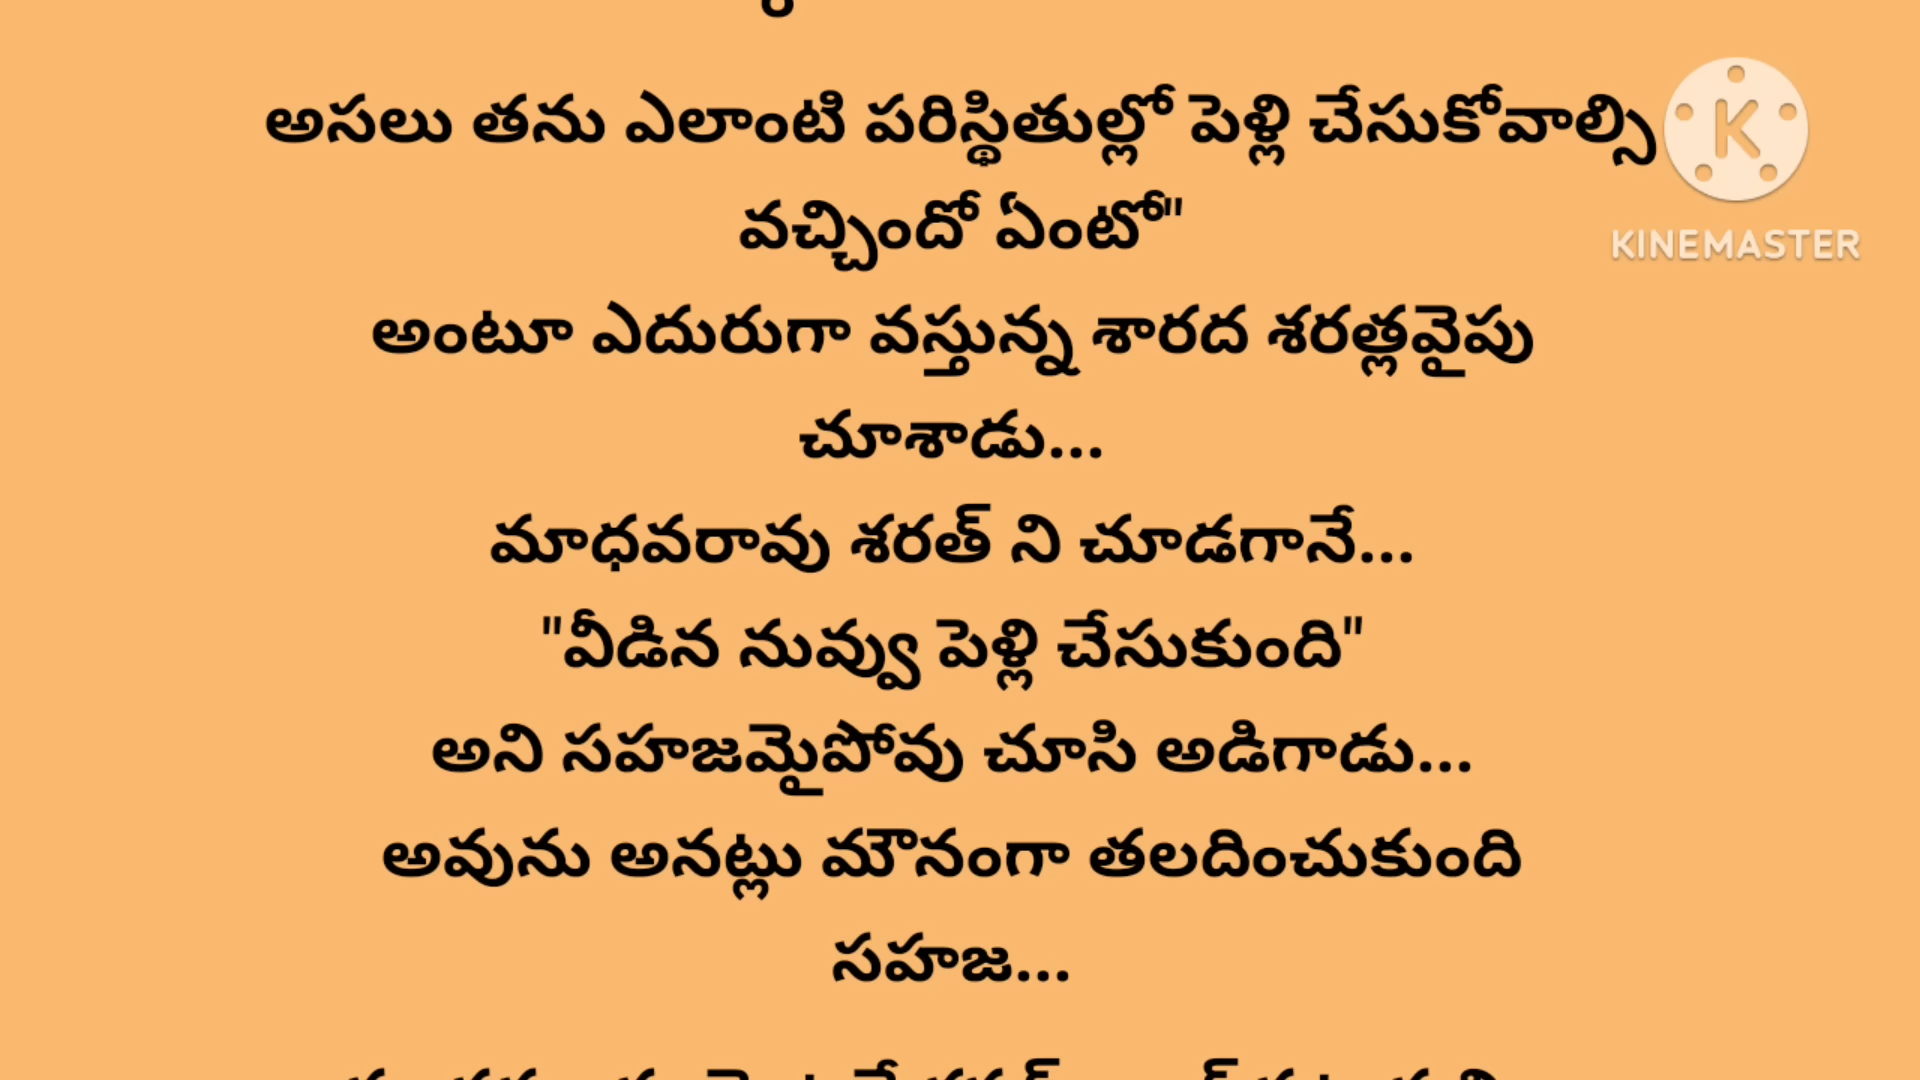 అసలు తను ఎలాంటి పరిస్థితుల్లో పెళ్లి చేసుకోవాల్సి
వచ్చిందో ఏంటో"
అంటూ ఎదురుగా వస్తున్న శారద శరత్లవైపు
చూశాడు...
మాధవరావు శరత్ ని చూడగానే...
"వీడిన నువ్వు పెళ్లి చేసుకుంది"
అని సహజమైపోవు చూసి అడిగాడు...
అవును అనట్లు మౌనంగా తలదించుకుంది
సహజ...
KINEMASTER